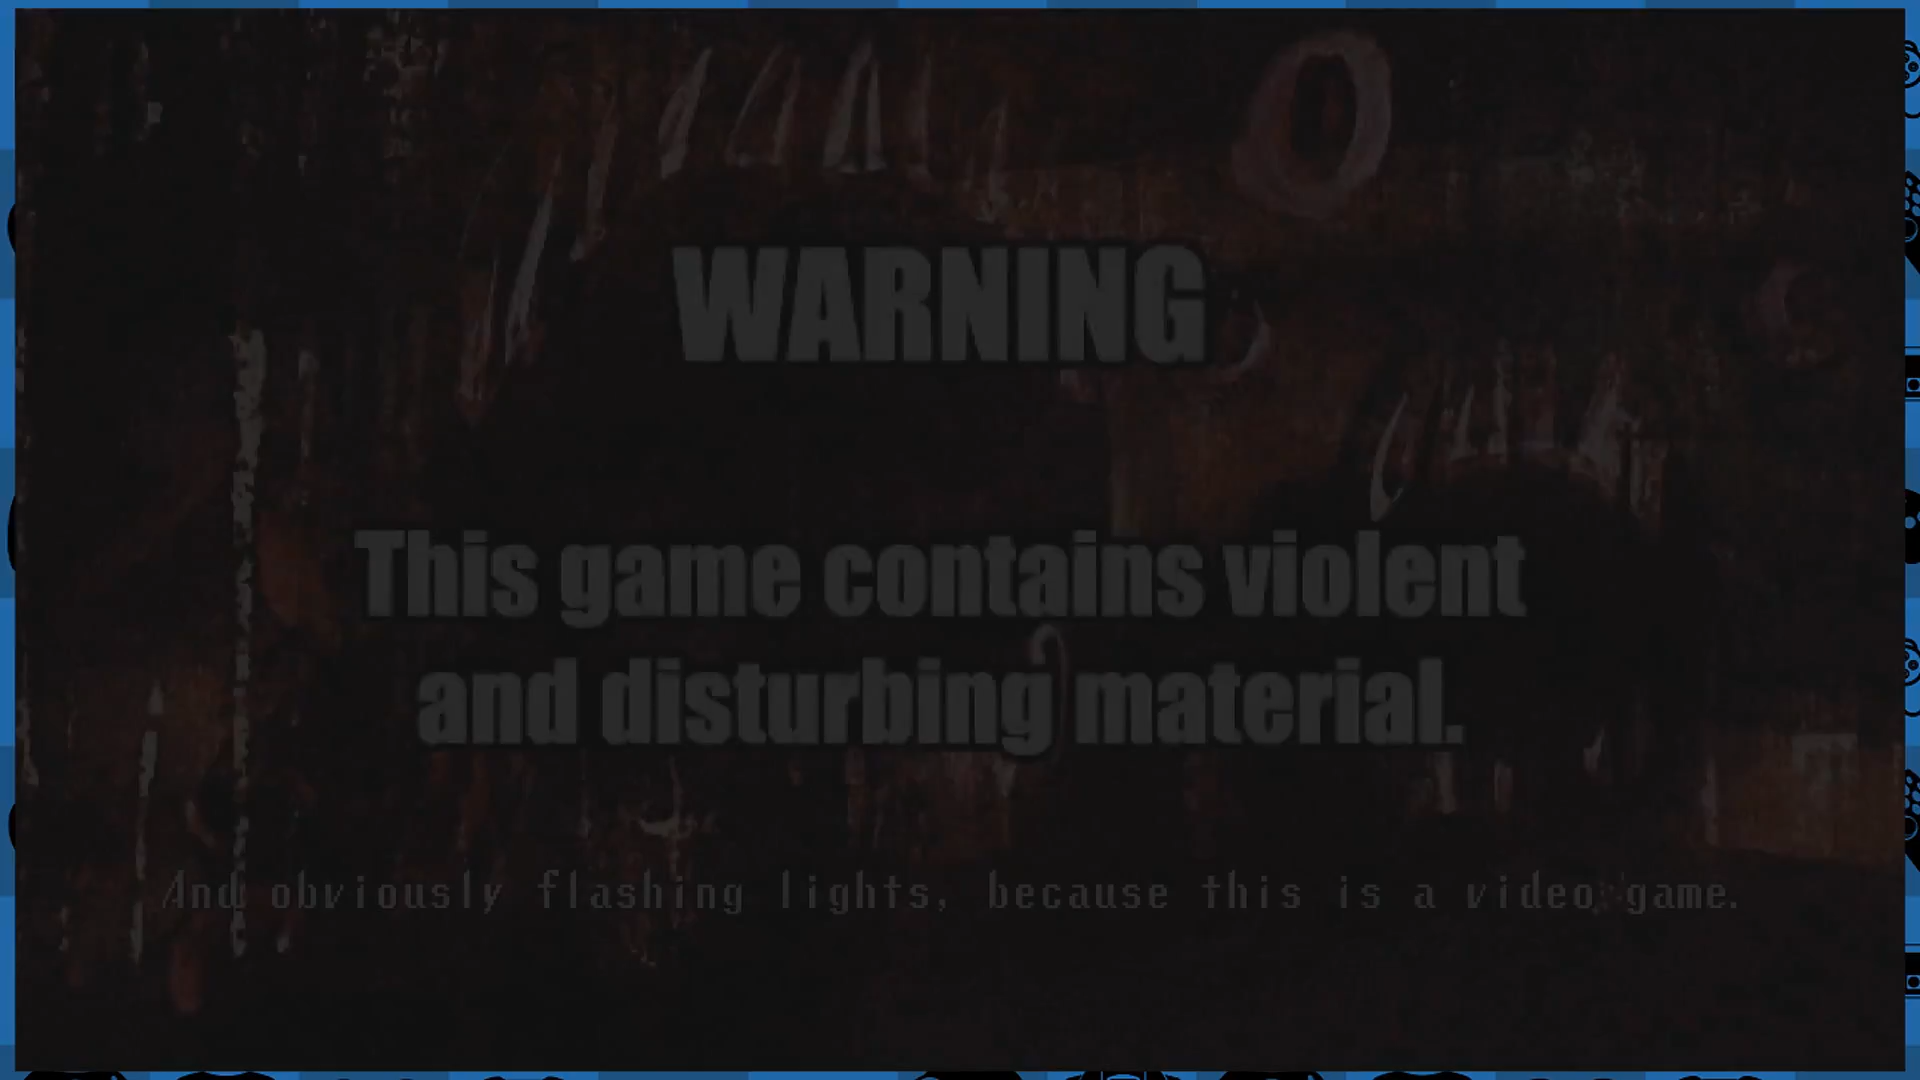 WARNING
This game contains violent
and disturbing material.
And obviously flashing lights, because this is a video game.